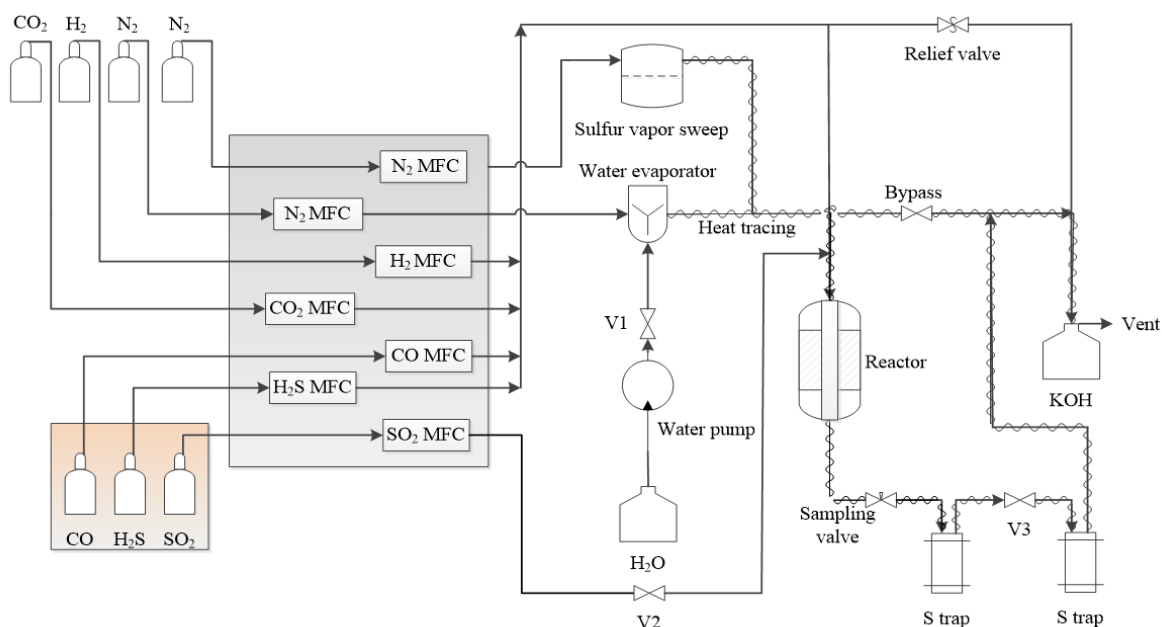 CO₂
H₂
N₂
N₂
Relief valve
Sulfur vapor sweep
N₂ MFC
Water evaporator
Bypass
N₂ MFC
Heat tracing
H₂ MFC
CO₂ MFC
V1
Vent
CO MFC
Reactor
H₂S MFC
KOH
SO₂ MFC
Water pump
Sampling
valve
V3
CO
H₂S
SO₂
H₂O
V2
S trap
S trap